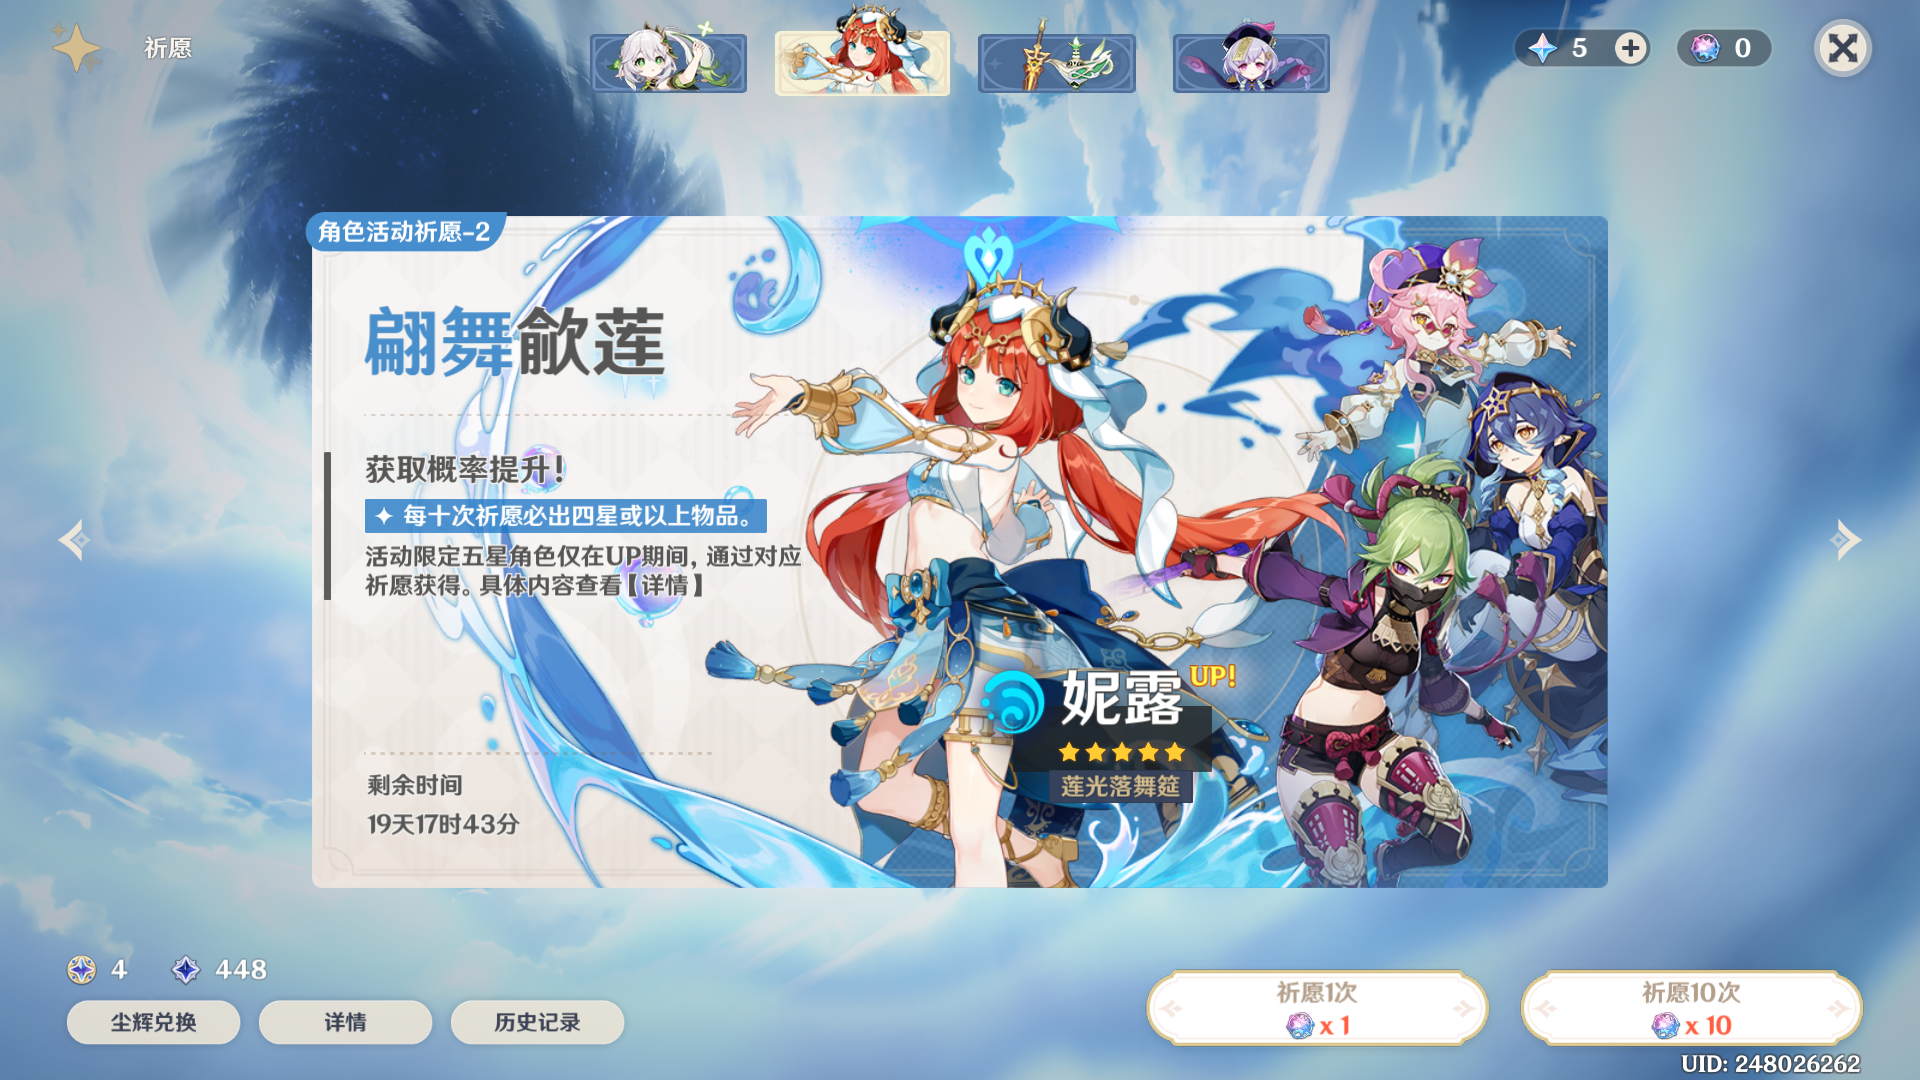 祈愿
5
0
角色活动祈愿-2
翩舞歈莲
获取概率提升!
每十次祈愿必出四星或以上物品。
活动限定五星角色仅在UP期间, 通过对应
祈愿获得。具体内容查看【详情】
妮露
UP!
莲光落舞筵
剩余时间
19天17时43分
4
448
尘辉兑换
详情
历史记录
祈愿1次
x 1
祈愿10次
x 10
UID: 248026262